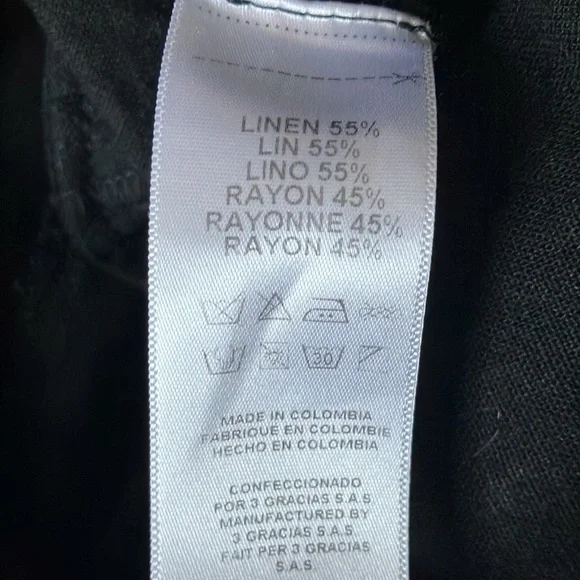 LINEN 55%
LIN 55%
LINO 55%
RAYON 45%
RAYONNE 45%
RAYON 45%
30
MADE IN COLOMBIA
FABRIQUE EN COLOMBIE
HECHO EN COLOMBIA
CONFECCIONADO
POR 3 GRACIAS S.A.S
MANUFACTURED BY
3 GRACIAS S.A.S.
FAIT PER 3 GRACIAS
S.A.S.